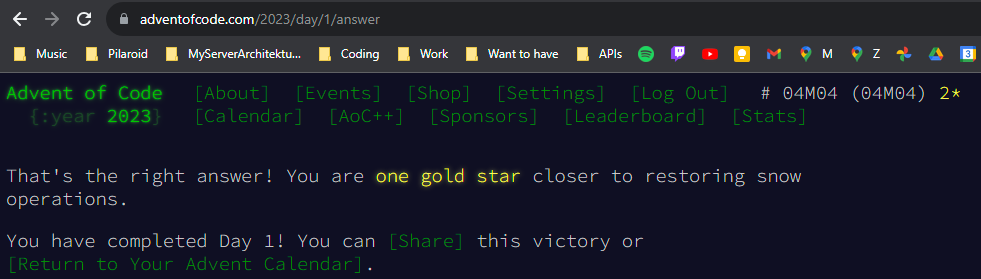 adventofcode.com/2023/day/1/answer
Music Pilaroid MyServerArchitektu... Coding Work Want to have APIs M Z
Advent of Code [About] [Events] [Shop] [Settings] [Log Out] # 04M04 (04M04) 2*
{:year 2023} [Calendar] [AoC++] [Sponsors] [Leaderboard] [Stats]
That's the right answer! You are one gold star closer to restoring snow
operations.
You have completed Day 1! You can [Share] this victory or
[Return to Your Advent Calendar].